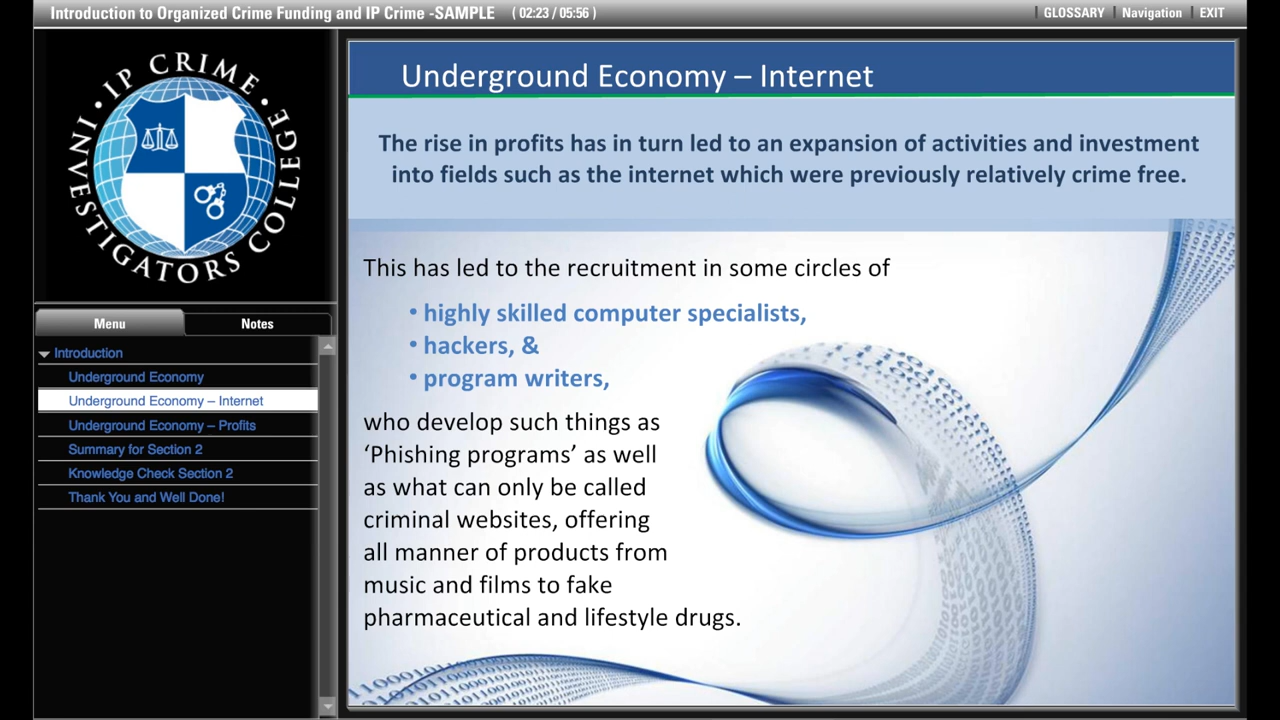 Introduction to Organized Crime Funding and IP Crime -SAMPLE ( 02:23 / 05:56 )
GLOSSARY Navigation EXIT
IP CRIME
INVESTIGATORS COLLEGE
Menu Notes
Introduction
Underground Economy
Underground Economy – Internet
Underground Economy – Profits
Summary for Section 2
Knowledge Check Section 2
Thank You and Well Done!
Underground Economy – Internet
The rise in profits has in turn led to an expansion of activities and investment
into fields such as the internet which were previously relatively crime free.
This has led to the recruitment in some circles of
• highly skilled computer specialists,
• hackers, &
• program writers,
who develop such things as
‘Phishing programs’ as well
as what can only be called
criminal websites, offering
all manner of products from
music and films to fake
pharmaceutical and lifestyle drugs.